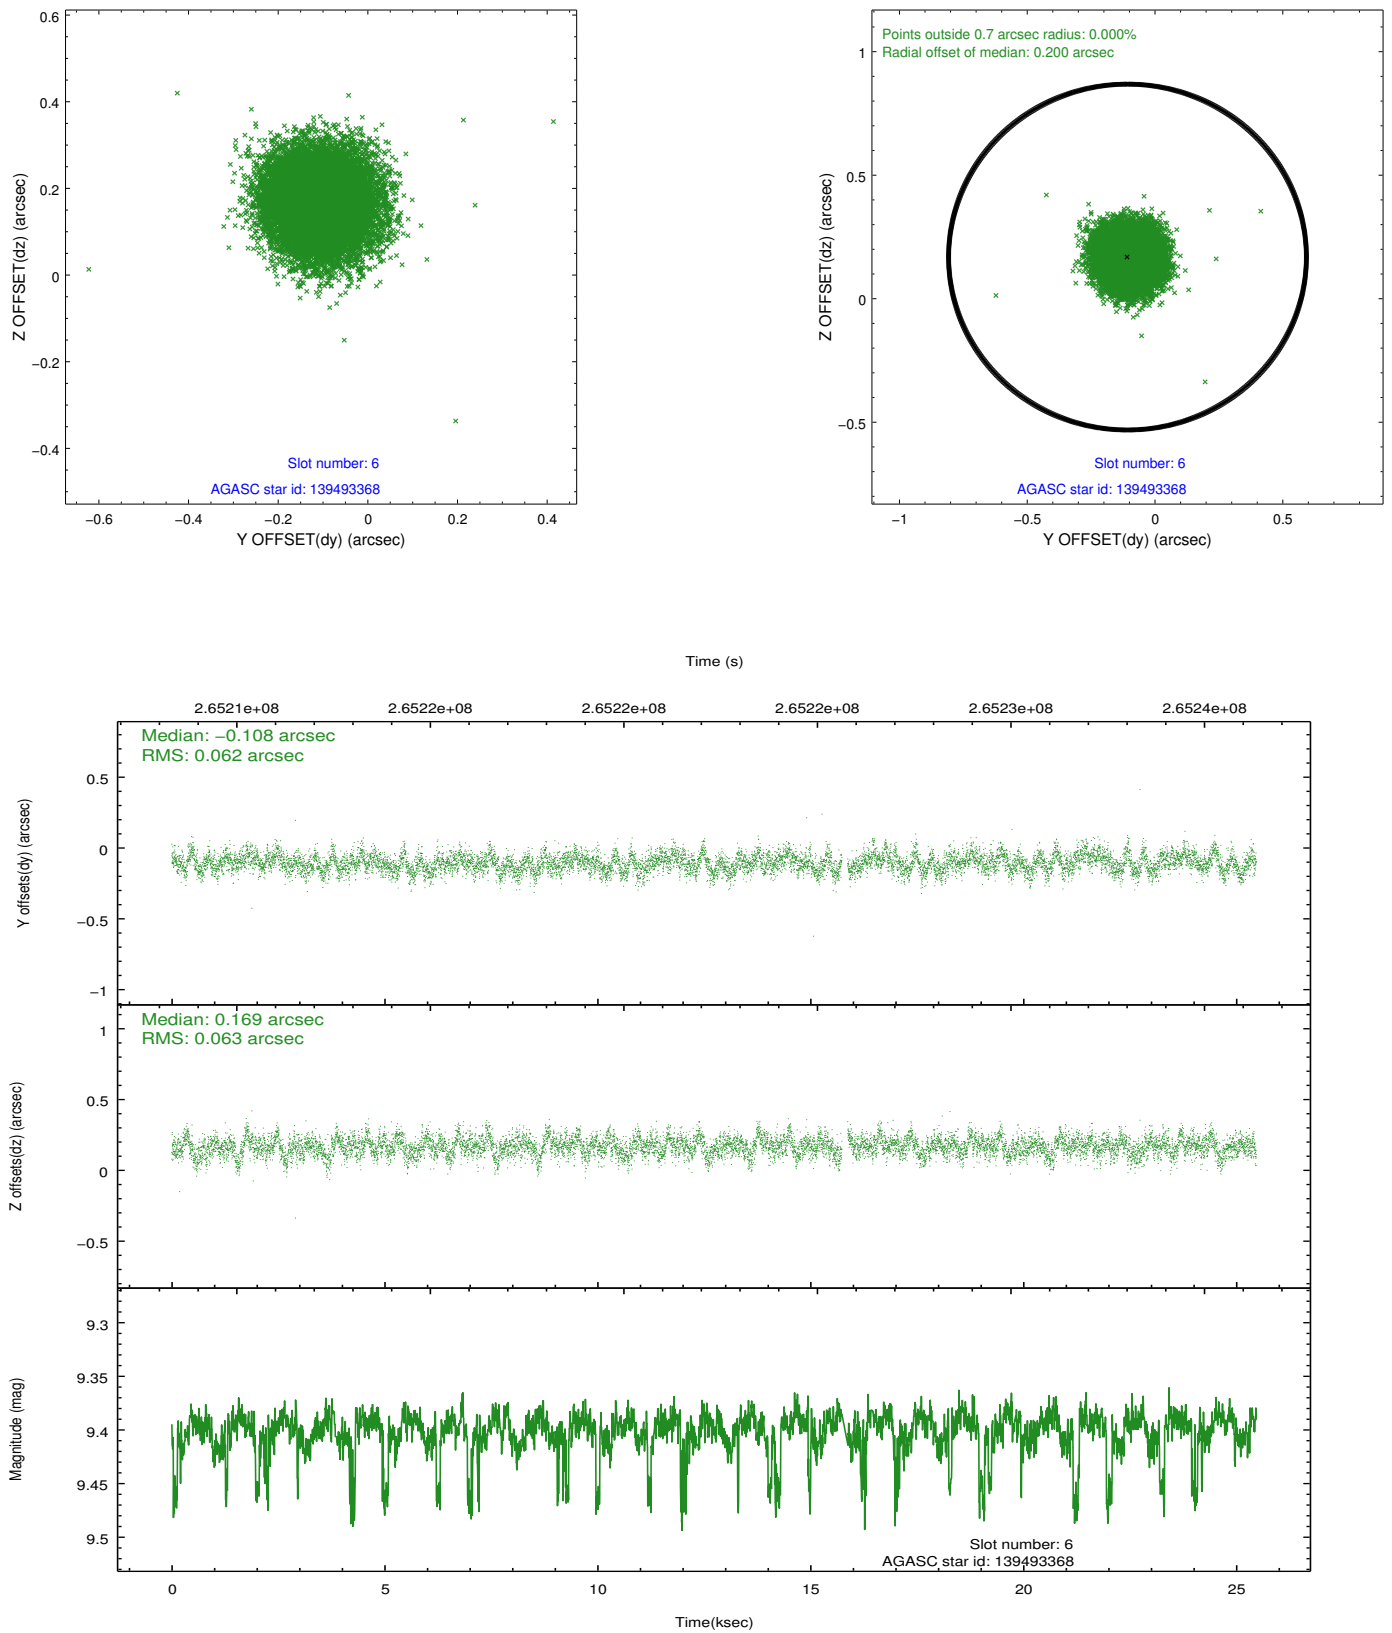 0.6
0.4
0.2
0
−0.2
−0.4
Z OFFSET(dz) (arcsec)
Slot number: 6
AGASC star id: 139493368
−0.6
−0.4
−0.2
0
0.2
0.4
Y OFFSET(dy) (arcsec)
Points outside 0.7 arcsec radius: 0.000%
Radial offset of median: 0.200 arcsec
1
0.5
0
−0.5
Z OFFSET(dz) (arcsec)
Slot number: 6
AGASC star id: 139493368
−1
−0.5
0
0.5
Y OFFSET(dy) (arcsec)
Time (s)
2.6521e+08
2.6522e+08
2.6522e+08
2.6522e+08
2.6523e+08
2.6524e+08
Median: −0.108 arcsec
RMS: 0.062 arcsec
0.5
0
−0.5
−1
Y offsets(dy) (arcsec)
Median: 0.169 arcsec
RMS: 0.063 arcsec
1
0.5
0
−0.5
Z offsets(dz) (arcsec)
9.3
9.35
9.4
9.45
9.5
Magnitude (mag)
Slot number: 6
AGASC star id: 139493368
0
5
10
15
20
25
Time(ksec)